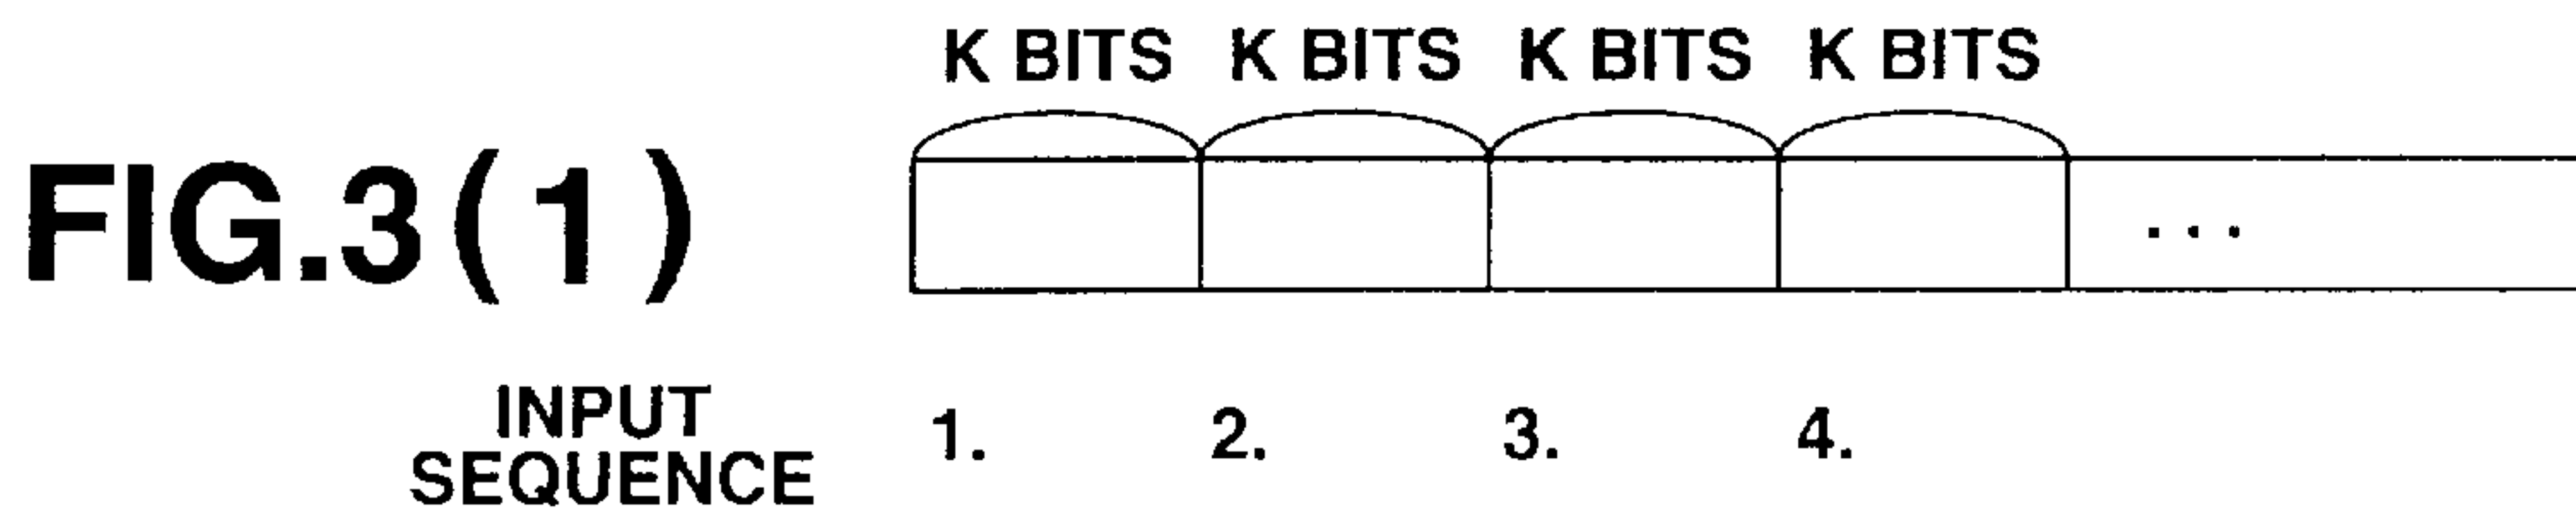 K BITS K BITS K BITS K BITS
FIG.3(1)
...
INPUT
SEQUENCE
1. 2. 3. 4.